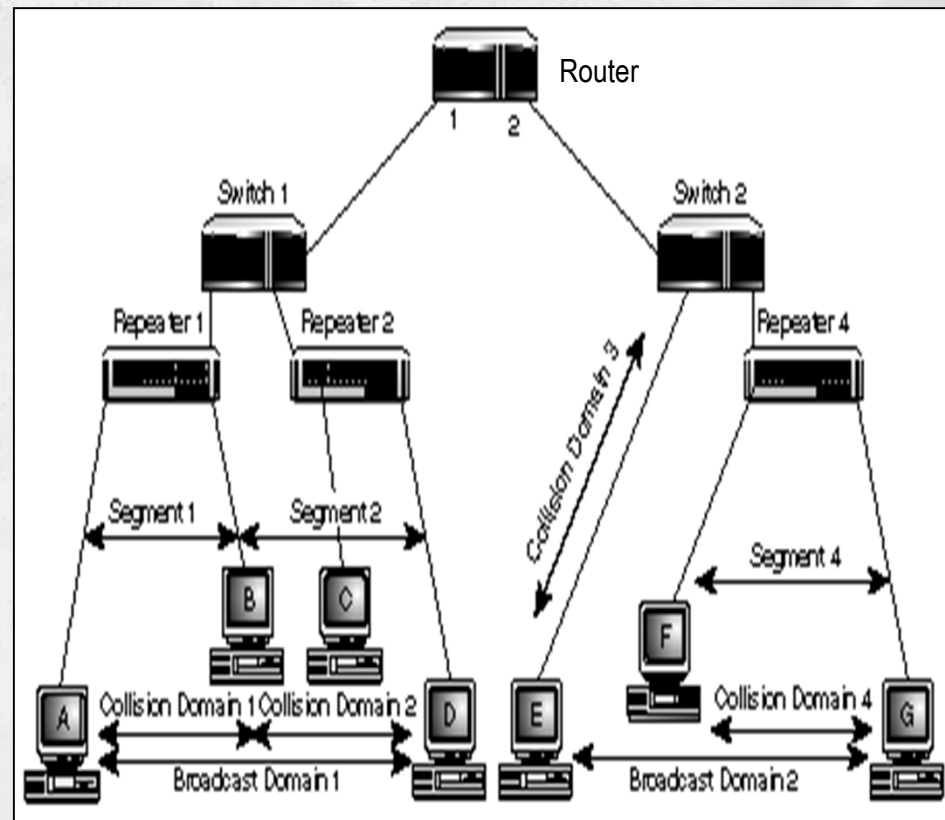 Router
1 2
Switch 1
Switch 2
Repeater 1
Repeater 2
Repeater 4
Collision Domain 3
Segment 1
Segment 2
Segment 4
B
C
F
A
Collision Domain 1
Collision Domain 2
D
E
Collision Domain 4
G
Broadcast Domain 1
Broadcast Domain 2